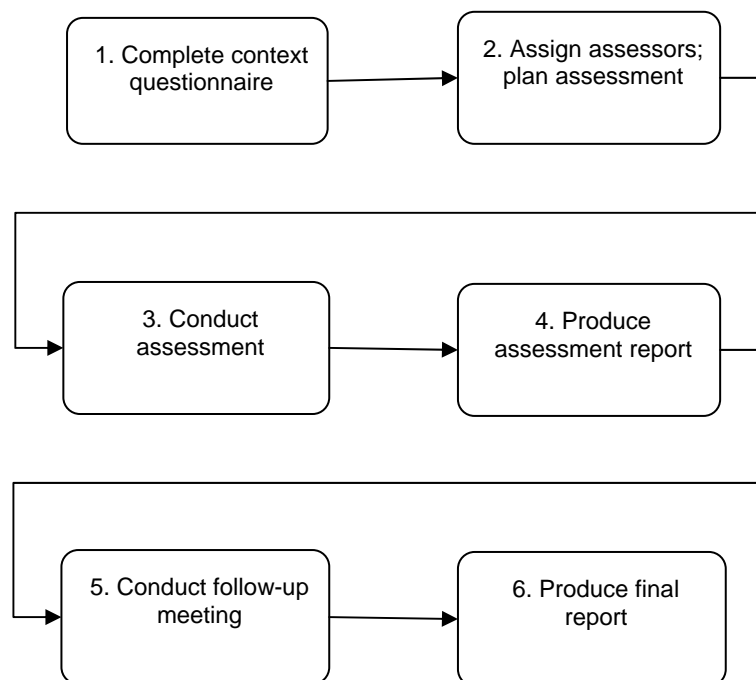 1. Complete context
questionnaire
2. Assign assessors;
plan assessment
3. Conduct
assessment
4. Produce
assessment report
5. Conduct follow-up
meeting
6. Produce final
report